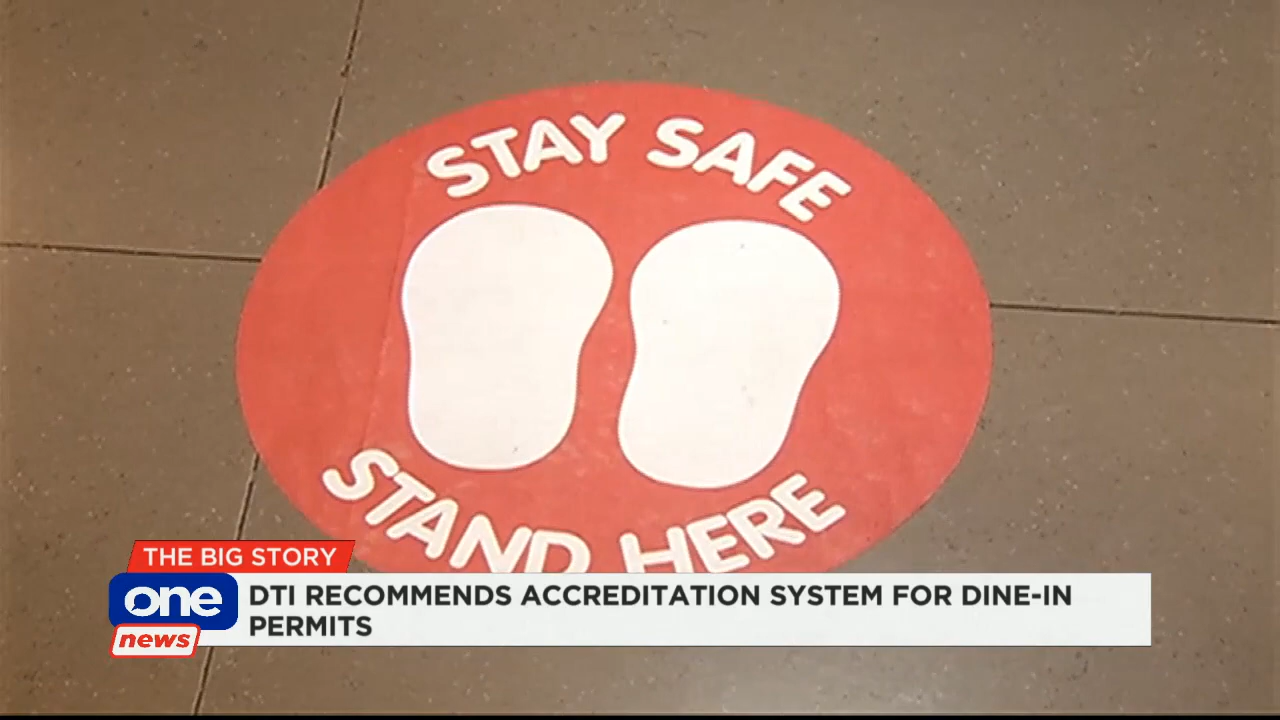 STAY SAFE
STAND HERE
THE BIG STORY
one
news
DTI RECOMMENDS ACCREDITATION SYSTEM FOR DINE-IN
PERMITS